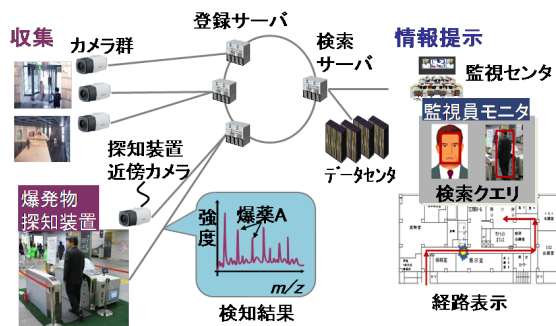 収集
カメラ群
登録サーバ
検索
サーバ
情報提示
監視センタ
監視員モニタ
検索クエリ
データセンタ
探知装置
近傍カメラ
爆発物
探知装置
強度
爆薬A
m/z
検知結果
経路表示